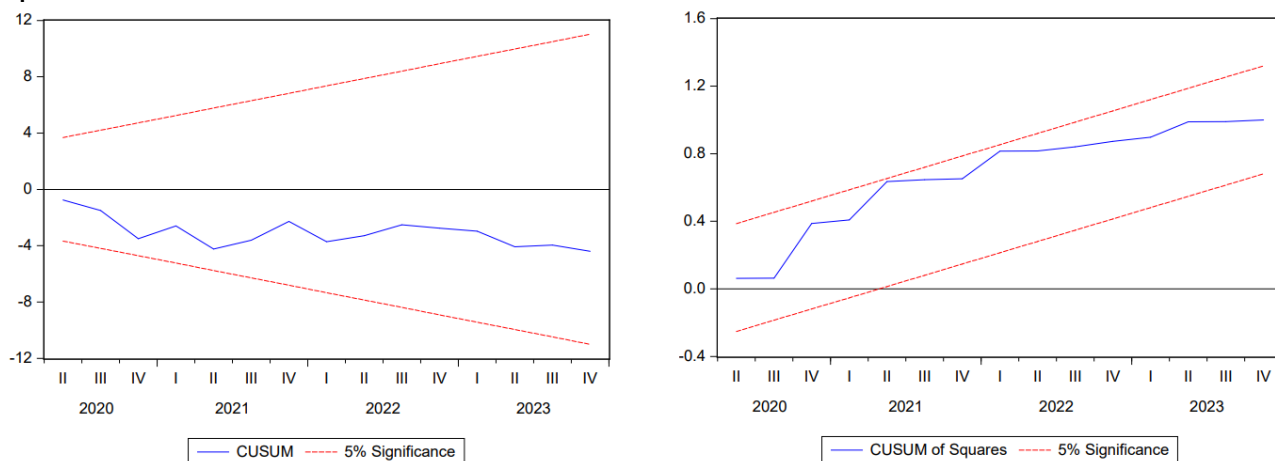 12
8
4
0
-4
-8
-12
II III IV I II III IV I II III IV I II III IV
2020 2021 2022 2023
CUSUM 5% Significance
1.6
1.2
0.8
0.4
0.0
-0.4
II III IV I II III IV I II III IV I II III IV
2020 2021 2022 2023
CUSUM of Squares 5% Significance